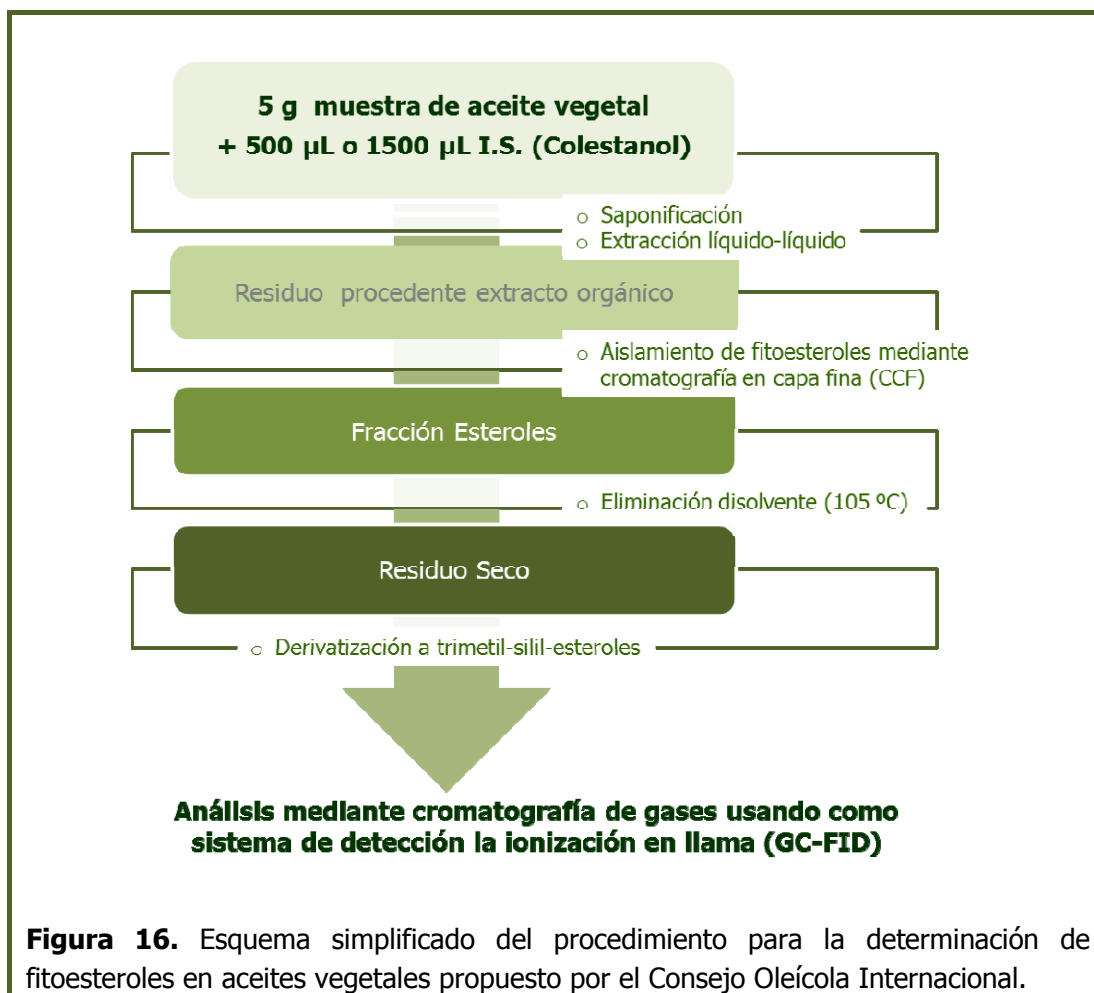 5 g muestra de aceite vegetal
+ 500 µL o 1500 µL I.S. (Colestanol)
o Saponificación
o Extracción líquido-líquido
Residuo procedente extracto orgánico
o Aislamiento de fitoesteroles mediante
cromatografía en capa fina (CCF)
Fracción Esteroles
o Eliminación disolvente (105 ºC)
Residuo Seco
o Derivatización a trimetil-silil-esteroles
Análisis mediante cromatografía de gases usando como
sistema de detección la ionización en llama (GC-FID)
Figura 16. Esquema simplificado del procedimiento para la determinación de
fitoesteroles en aceites vegetales propuesto por el Consejo Oleícola Internacional.